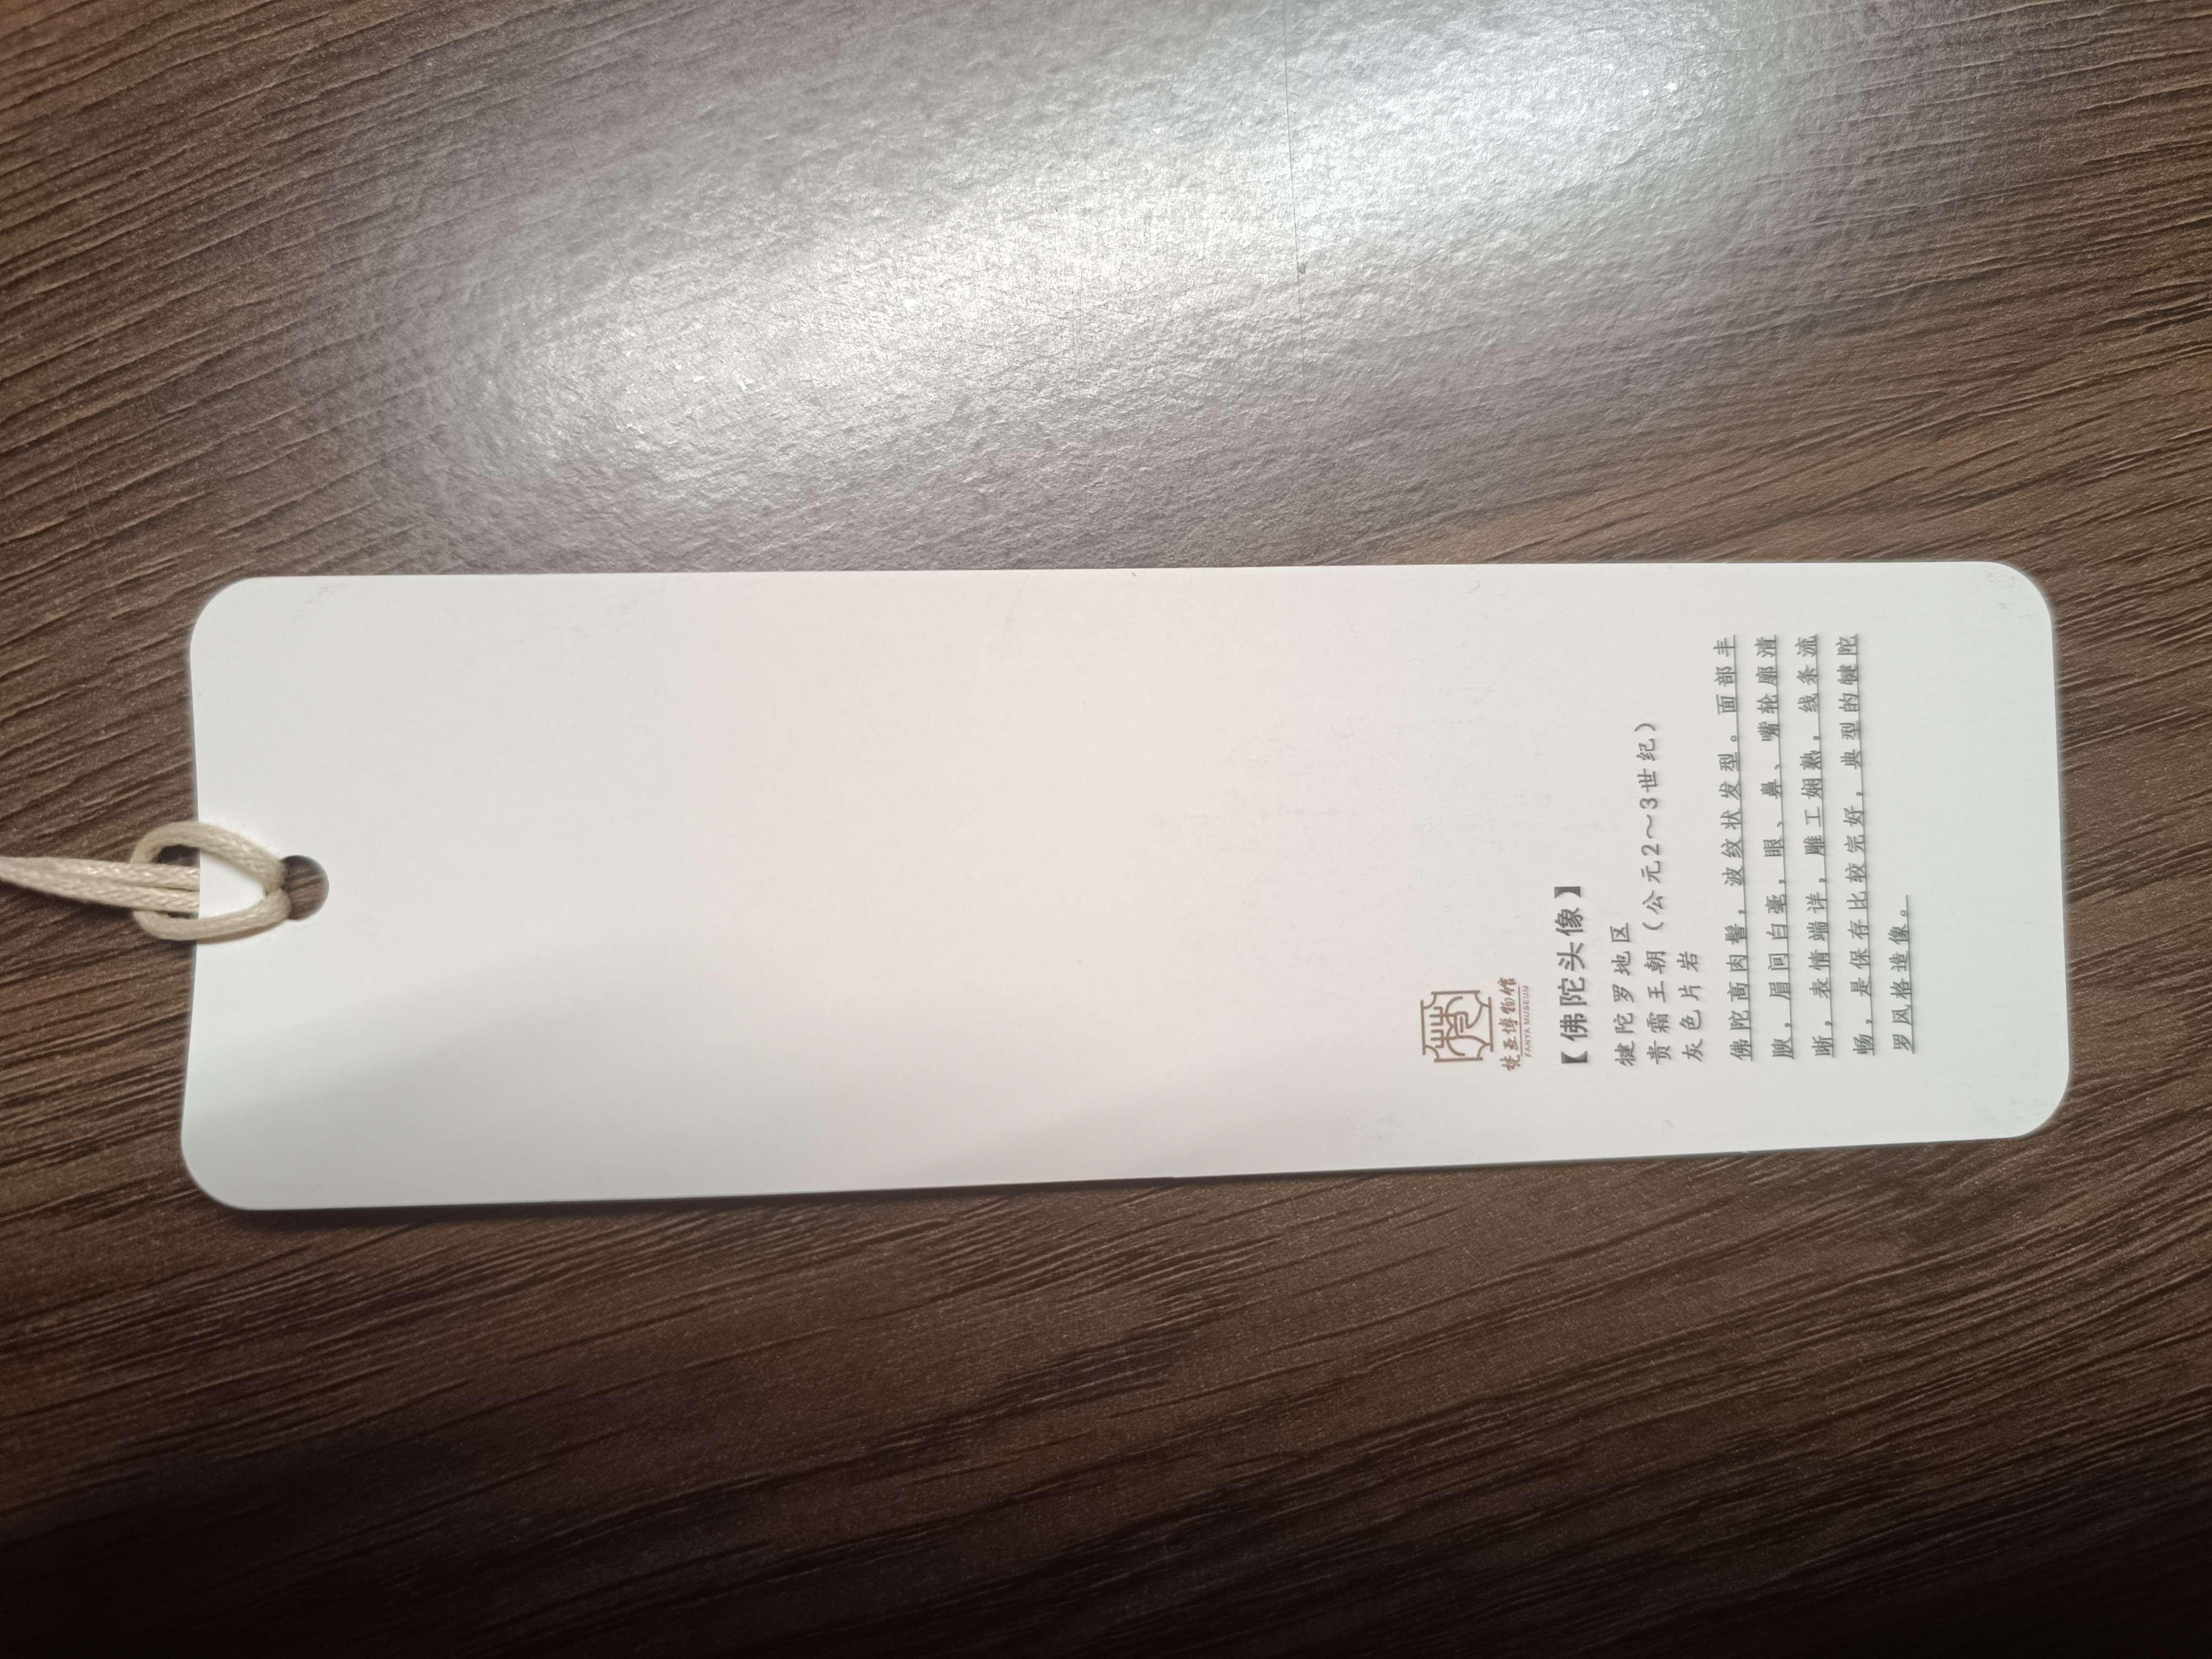 梵亚博物馆
FANYA MUSEUM
【佛陀头像】
犍陀罗地区
贵霜王朝（公元2～3世纪）
灰色片岩
佛陀高肉髻，波纹状发型。面部丰
腴，眉间白毫，眼、鼻、嘴轮廓清
晰，表情端详，雕工娴熟，线条流
畅，是保存比较完好，典型的犍陀
罗风格造像。